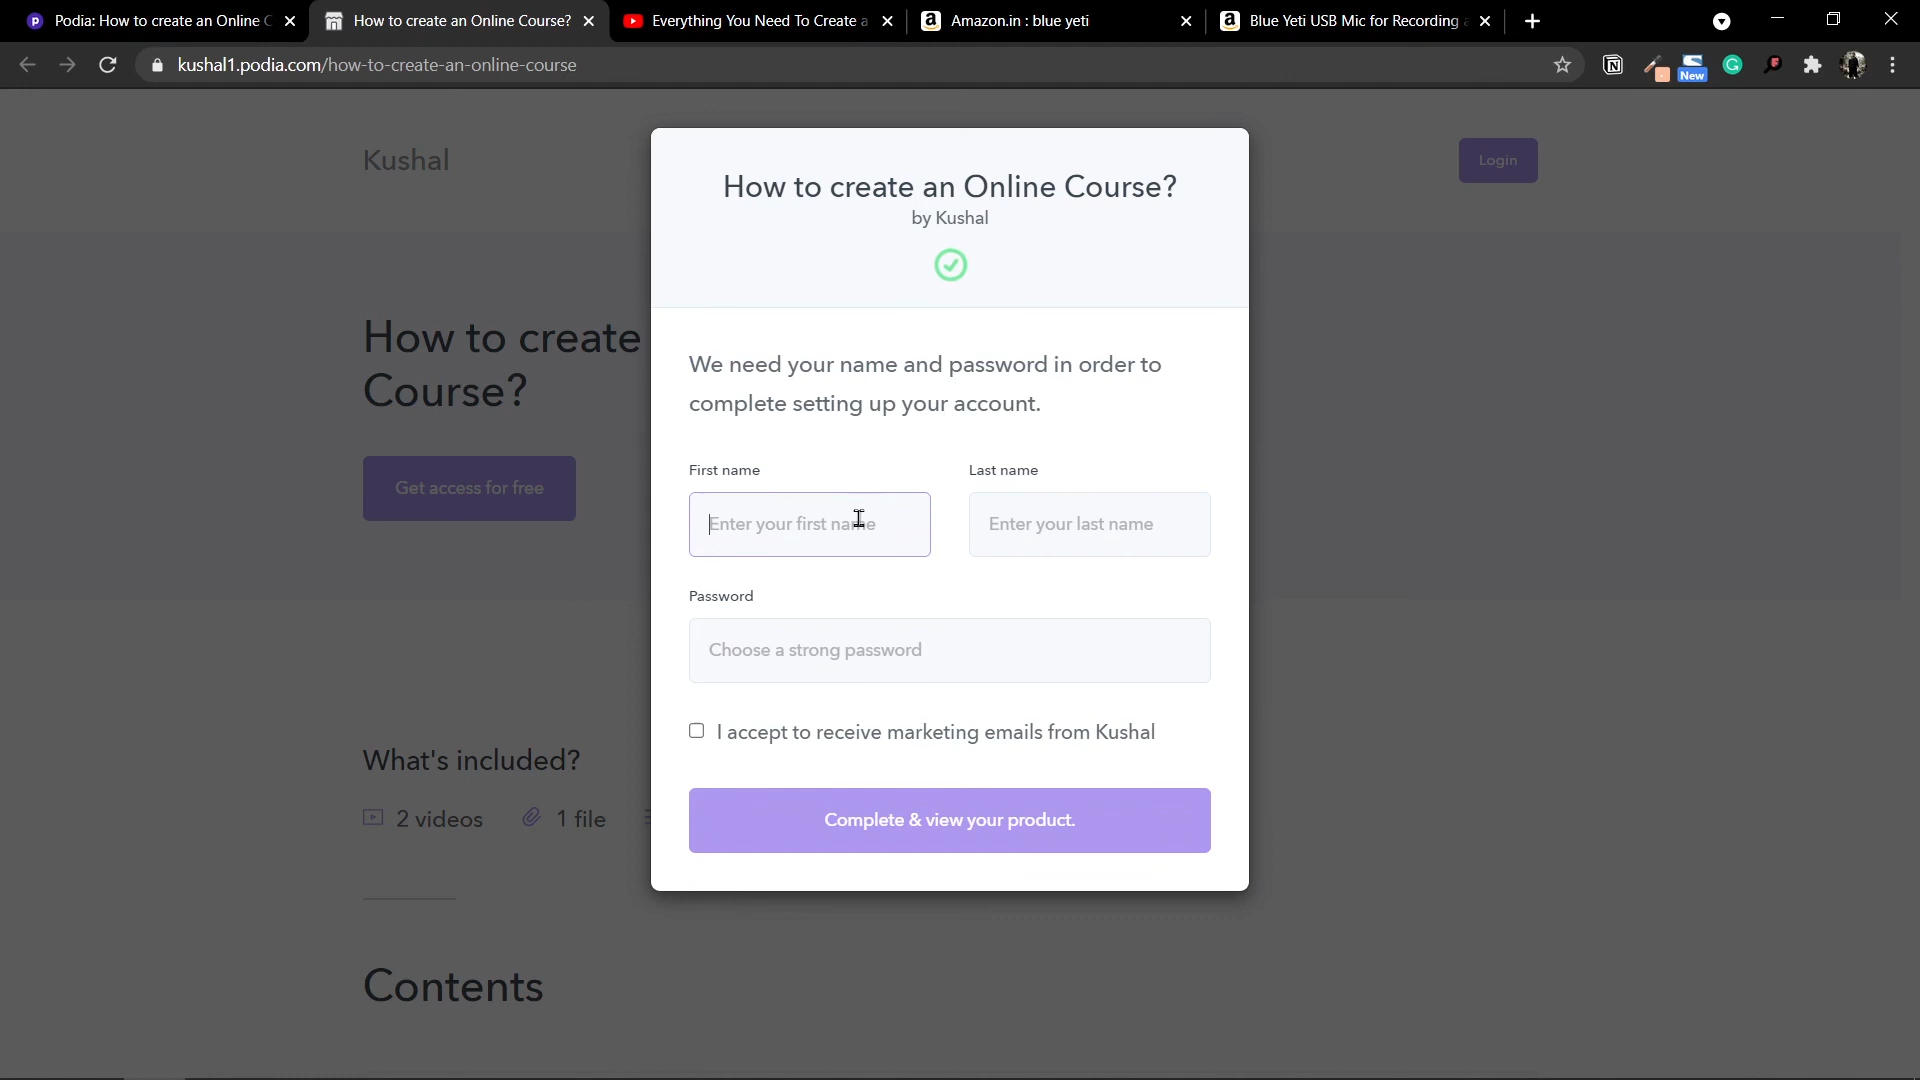 Podia: How to create an Online C
How to create an Online Course?
Everything You Need To Create a
Amazon.in : blue yeti
Blue Yeti USB Mic for Recording a
kushal1.podia.com/how-to-create-an-online-course
New
Kushal
Login
How to create an Online Course?
by Kushal
How to create
Course?
Get access for free
We need your name and password in order to
complete setting up your account.
First name
Last name
Enter your first name
Enter your last name
Password
Choose a strong password
I accept to receive marketing emails from Kushal
Complete & view your product.
What's included?
2 videos
1 file
Contents